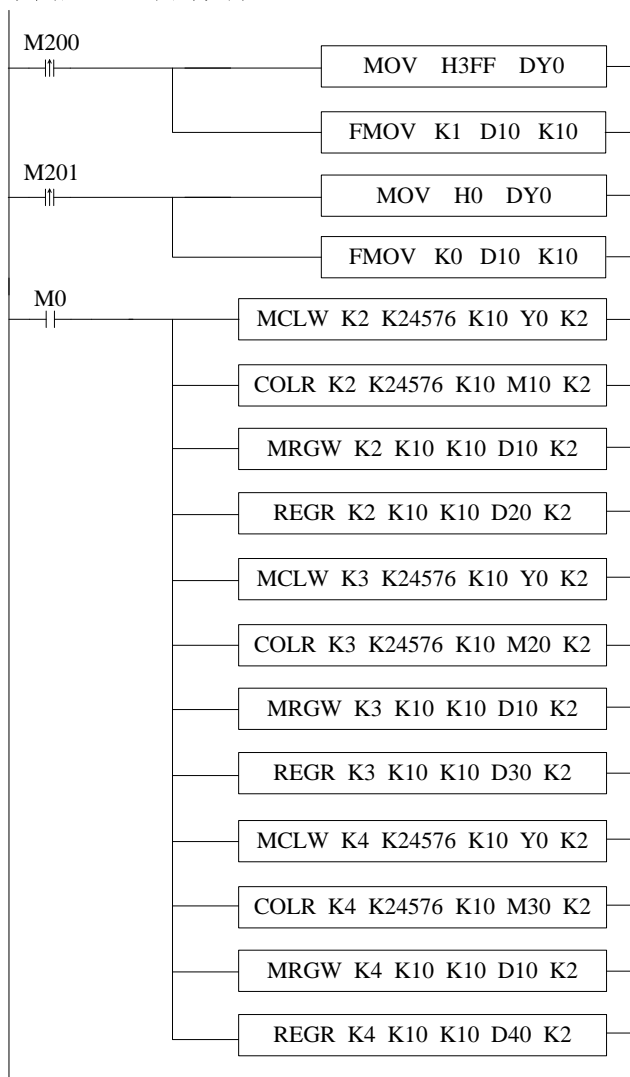 M200
MOV H3FF DY0
FMOV K1 D10 K10
M201
MOV H0 DY0
FMOV K0 D10 K10
M0
MCLW K2 K24576 K10 Y0 K2
COLR K2 K24576 K10 M10 K2
MRGW K2 K10 K10 D10 K2
REGR K2 K10 K10 D20 K2
MCLW K3 K24576 K10 Y0 K2
COLR K3 K24576 K10 M20 K2
MRGW K3 K10 K10 D10 K2
REGR K3 K10 K10 D30 K2
MCLW K4 K24576 K10 Y0 K2
COLR K4 K24576 K10 M30 K2
MRGW K4 K10 K10 D10 K2
REGR K4 K10 K10 D40 K2